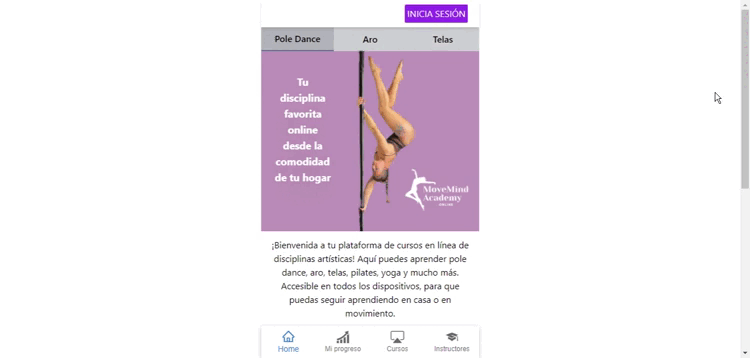 INICIA SESIÓN
Pole Dance Aro Telas
Tu
disciplina
favorita
online
desde la
comodidad
de tu hogar
MoveMind
Academy
¡Bienvenida a tu plataforma de cursos en línea de
disciplinas artísticas! Aquí puedes aprender pole
dance, aro, telas, pilates, yoga y mucho más.
Accesible en todos los dispositivos, para que
puedas seguir aprendiendo en casa o en
movimiento.
Home Mi progreso Cursos Instructores